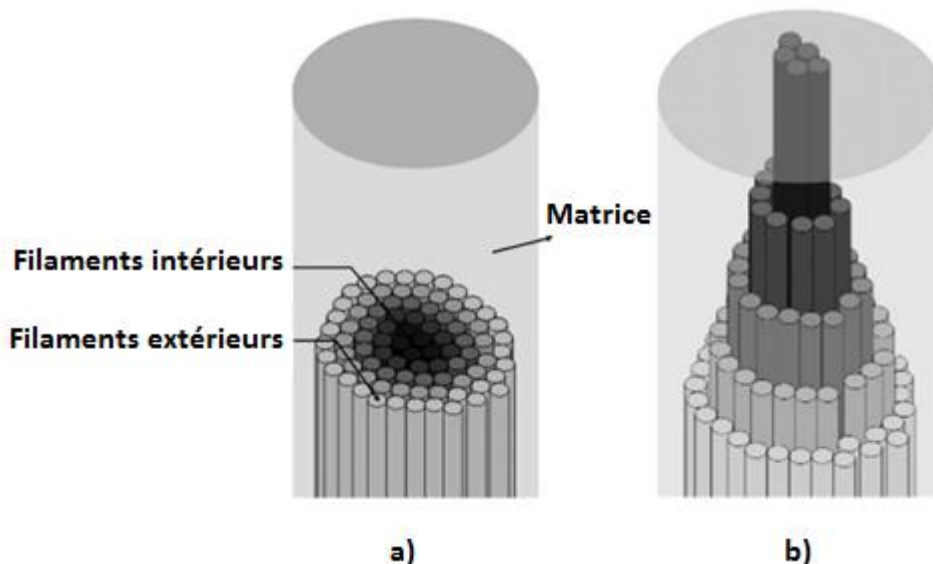 Matrice
Filaments intérieurs
Filaments extérieurs
a)
b)